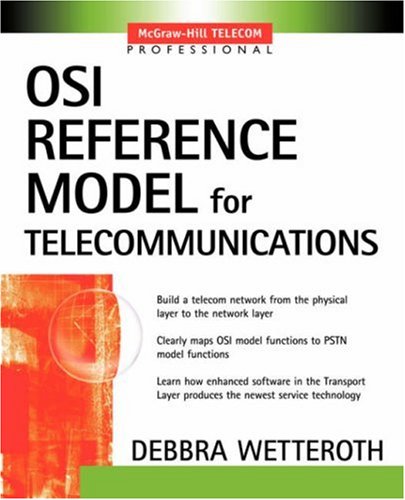 McGraw-Hill TELECOM
PROFESSIONAL
OSI
REFERENCE
MODEL for
TELECOMMUNICATIONS
Build a telecom network from the physical
layer to the network layer
Clearly maps OSI model functions to PSTN
model functions
Learn how enhanced software in the Transport
Layer produces the newest service technology
DEBBRA WETTEROTH